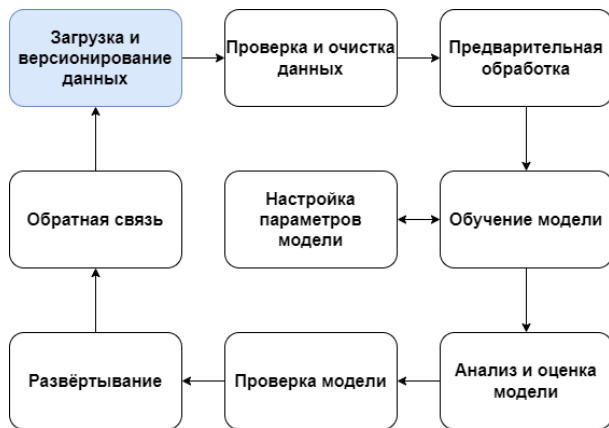 Загрузка и
версионирование
данных
Проверка и очистка
данных
Предварительная
обработка
Обратная связь
Настройка
параметров
модели
Обучение модели
Развёртывание
Проверка модели
Анализ и оценка
модели